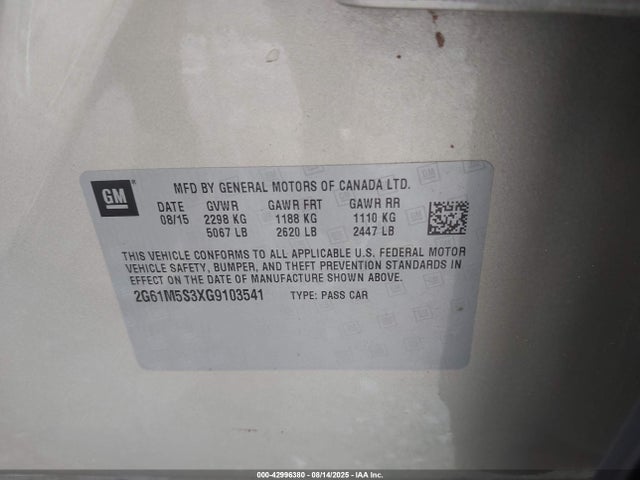 GM
MFD BY GENERAL MOTORS OF CANADA LTD.
DATE GVWR GAWR FRT GAWR RR
08/15 2298 KG 1188 KG 1110 KG
5067 LB 2620 LB 2447 LB
THIS VEHICLE CONFORMS TO ALL APPLICABLE U.S. FEDERAL MOTOR
VEHICLE SAFETY, BUMPER, AND THEFT PREVENTION STANDARDS IN
EFFECT ON THE DATE OF MANUFACTURE SHOWN ABOVE.
2G61M5S3XG9103541 TYPE: PASS CAR
000-42996380 - 08/14/2025 - IAA Inc.